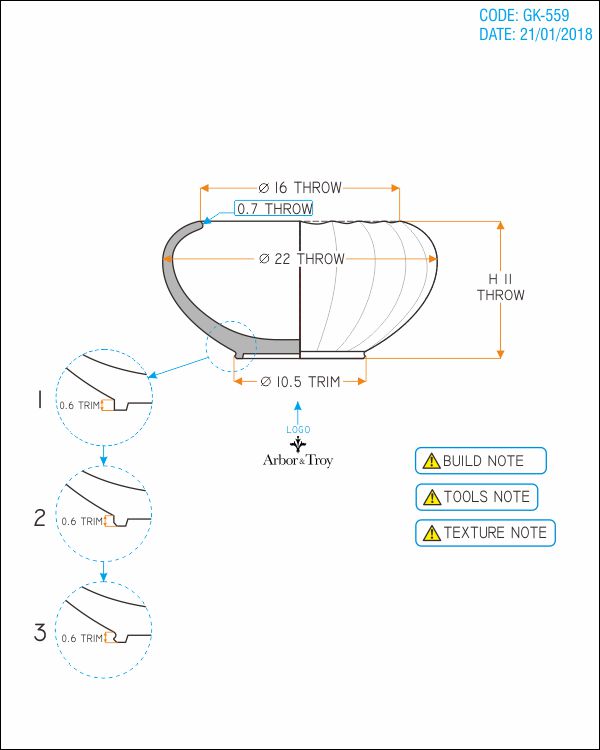 CODE: GK-559
DATE: 21/01/2018
Ø 16 THROW
0.7 THROW
Ø 22 THROW
H 11
THROW
Ø 10.5 TRIM
1
0.6 TRIM
LOGO
Arbor & Troy
BUILD NOTE
TOOLS NOTE
2
0.6 TRIM
TEXTURE NOTE
3
0.6 TRIM